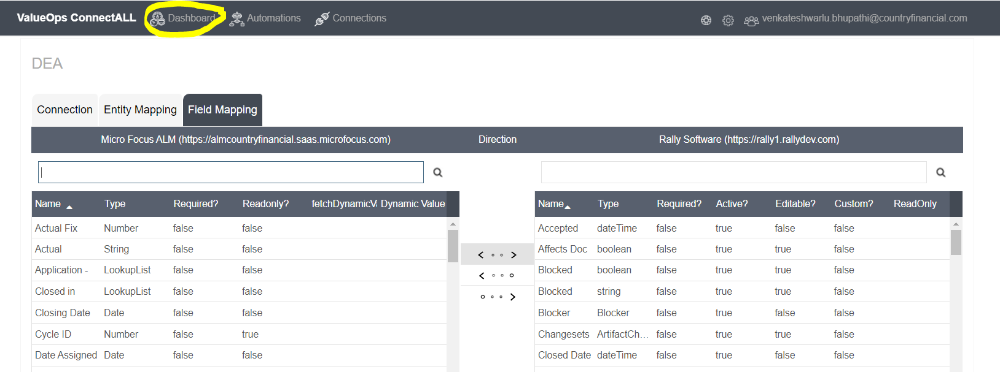 ValueOps ConnectALL Dashboard Automations Connections venkateshwarlu.bhupathi@countryfinancial.com
DEA
Connection Entity Mapping Field Mapping
Micro Focus ALM (https://almcountryfinancial.saas.microfocus.com) Direction Rally Software (https://rally1.rallydev.com)
Name Type Required? Readonly? fetchDynamicVa Dynamic Value Name Type Required? Active? Editable? Custom? ReadOnly
Actual Fix Number false false Accepted dateTime false true false false
Actual String false false Affects Doc boolean false true true false
Application - LookupList false false Blocked boolean false true true false
Closed in LookupList false false Blocked string false true true false
Closing Date Date false false Blocker Blocker false true false false
Cycle ID Number false true Changesets ArtifactCh... false true true false
Date Assigned Date false false Closed Date dateTime false true false false